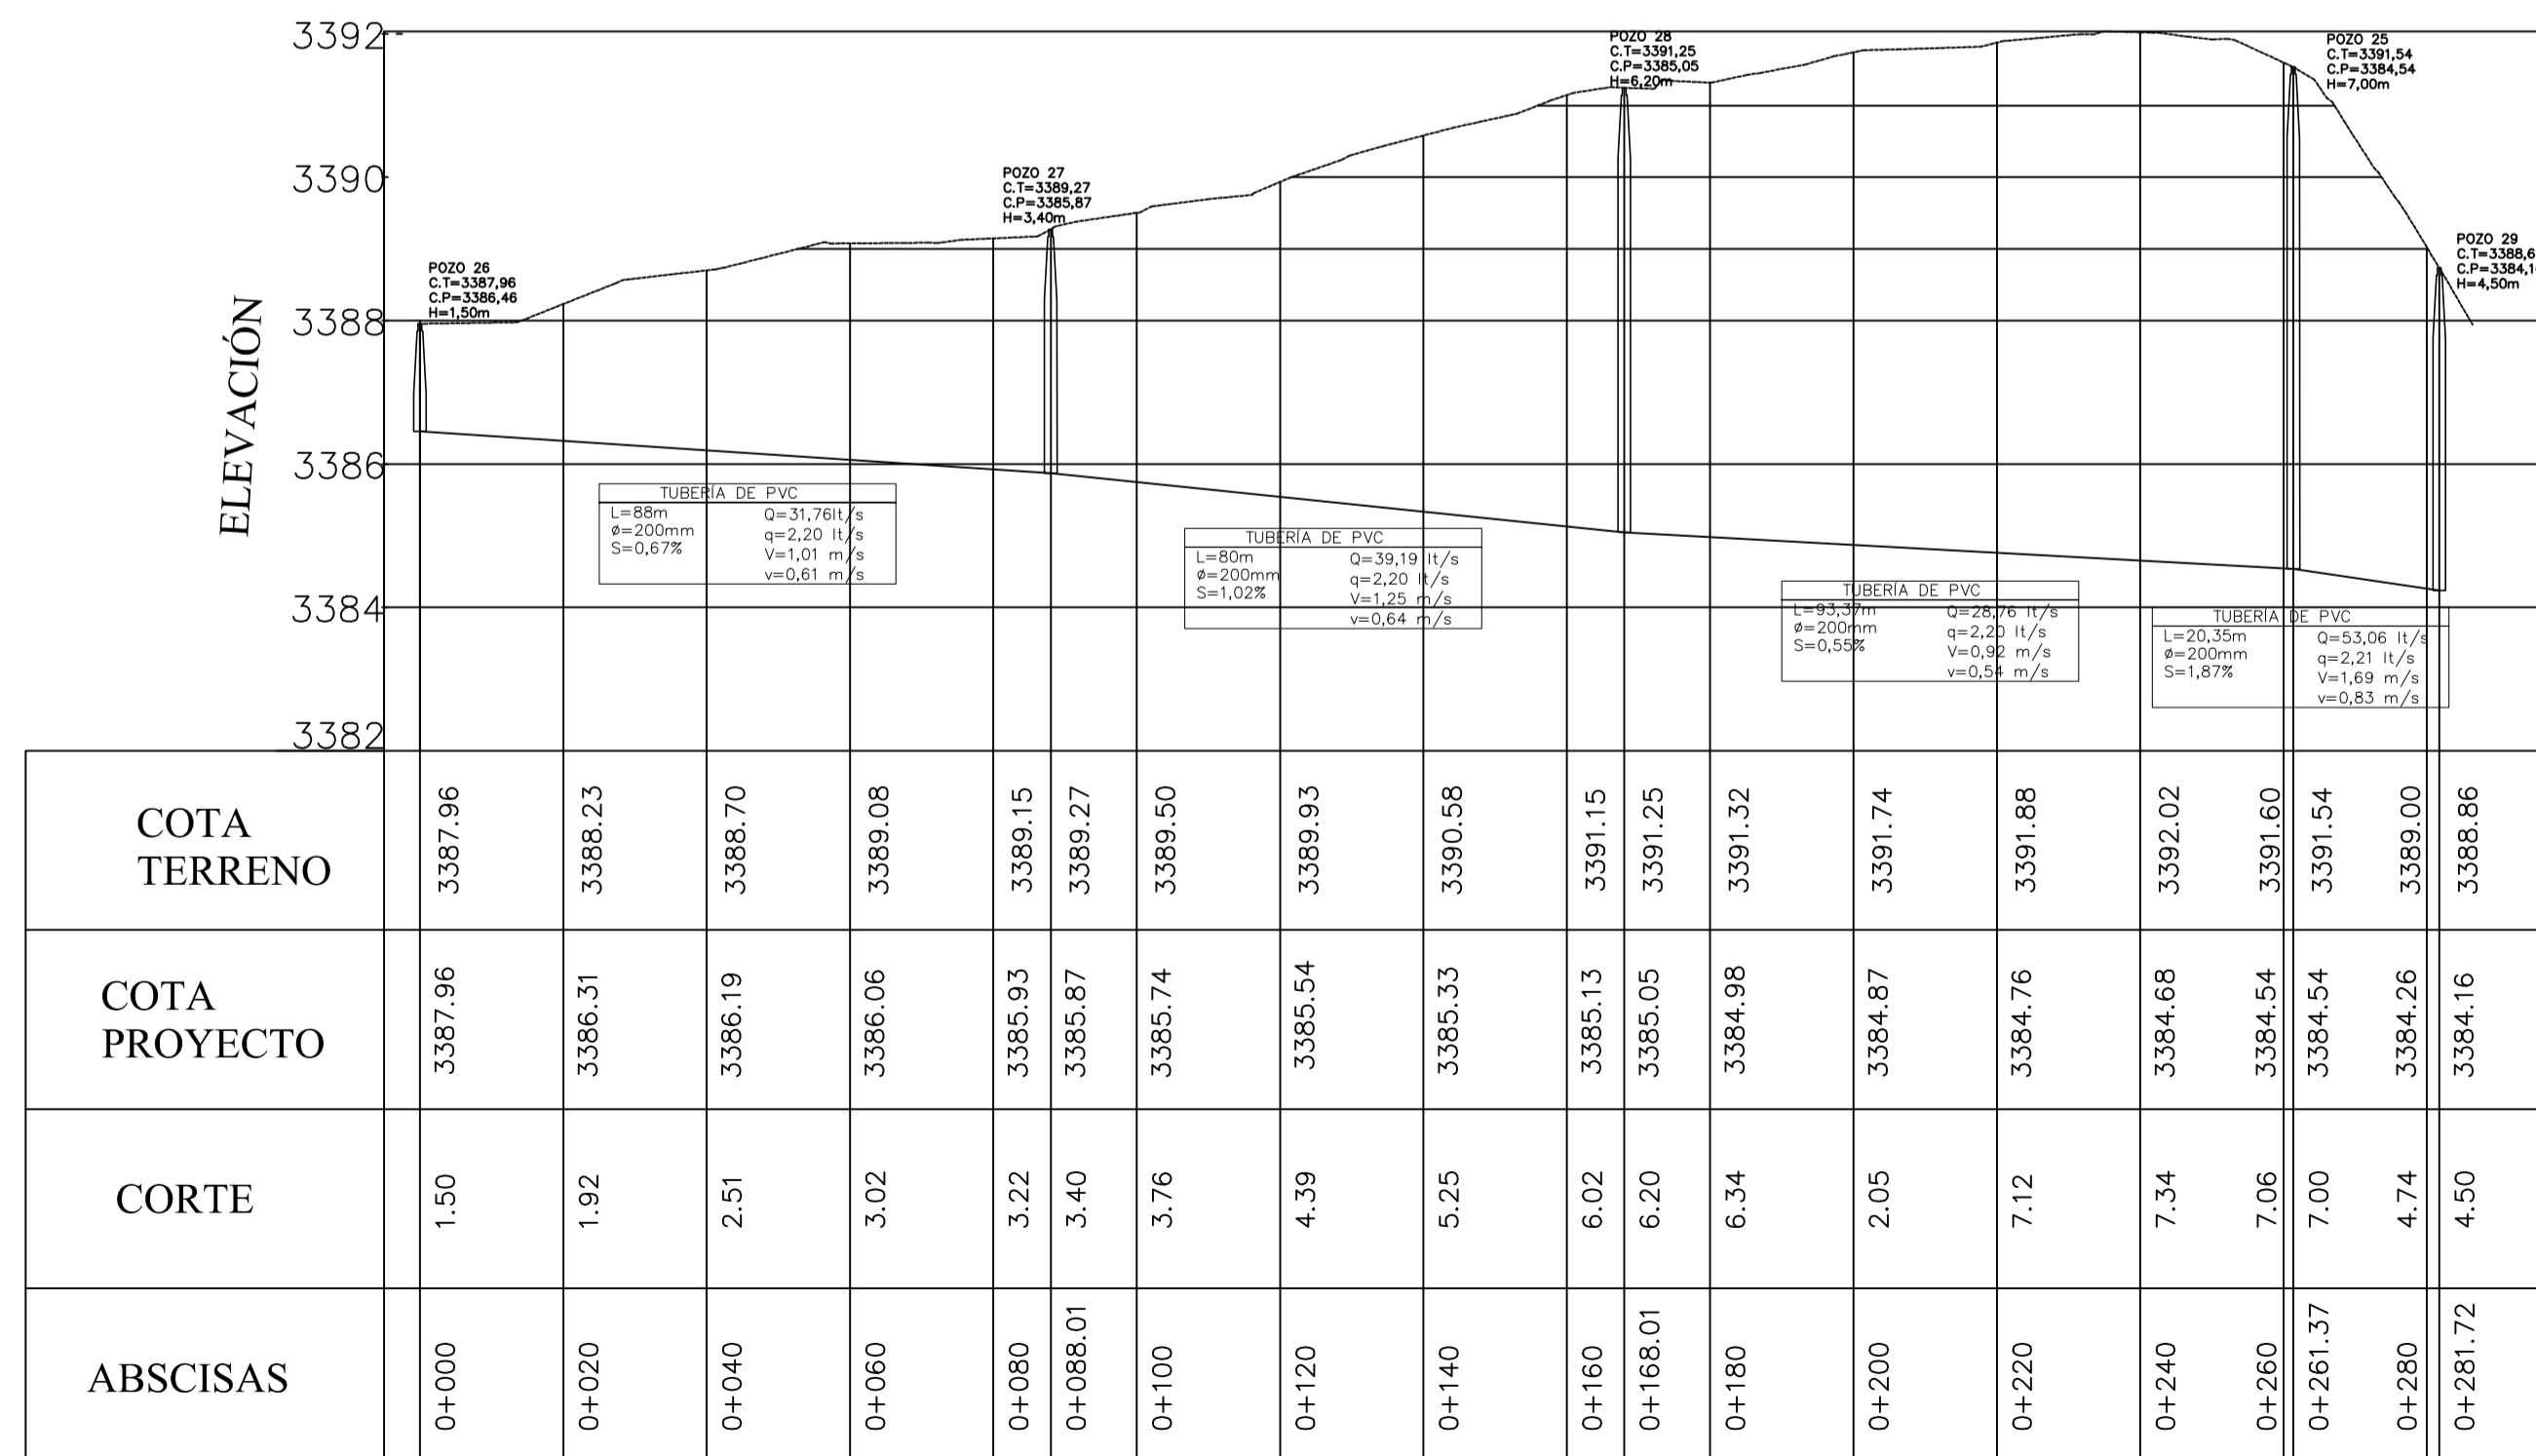 3392
3390
3388
3386
3384
3382
ELEVACIÓN
POZO 26
C.T=3387,96
C.P=3386,46
H=1,50m
POZO 27
C.T=3389,27
C.P=3385,87
H=3,40m
POZO 28
C.T=3391,25
C.P=3385,05
H=6,20m
POZO 25
C.T=3391,54
C.P=3384,54
H=7,00m
POZO 29
C.T=3388,6
C.P=3384,1
H=4,50m
TUBERÍA DE PVC
L=88m Q=31,76lt/s
ø=200mm q=2,20 lt/s
S=0,67% V=1,01 m/s
v=0,61 m/s
TUBERÍA DE PVC
L=80m Q=39,19 lt/s
ø=200mm q=2,20 lt/s
S=1,02% V=1,25 m/s
v=0,64 m/s
TUBERÍA DE PVC
L=93,37m Q=28,76 lt/s
ø=200mm q=2,20 lt/s
S=0,55% V=0,92 m/s
v=0,54 m/s
TUBERÍA DE PVC
L=20,35m Q=53,06 lt/s
ø=200mm q=2,21 lt/s
S=1,87% V=1,69 m/s
v=0,83 m/s
COTA
TERRENO
3387.96 3388.23 3388.70 3389.08 3389.15 3389.27 3389.50 3389.93 3390.58 3391.15 3391.25 3391.32 3391.74 3391.88 3392.02 3391.60 3391.54 3389.00 3388.86
COTA
PROYECTO
3387.96 3386.31 3386.19 3386.06 3385.93 3385.87 3385.74 3385.54 3385.33 3385.13 3385.05 3384.98 3384.87 3384.76 3384.68 3384.54 3384.54 3384.26 3384.16
CORTE
1.50 1.92 2.51 3.02 3.22 3.40 3.76 4.39 5.25 6.02 6.20 6.34 2.05 7.12 7.34 7.06 7.00 4.74 4.50
ABSCISAS
0+000 0+020 0+040 0+060 0+080 0+088.01 0+100 0+120 0+140 0+160 0+168.01 0+180 0+200 0+220 0+240 0+260 0+261.37 0+280 0+281.72